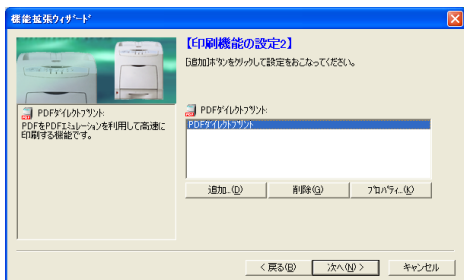 機能拡張ウィザード
【印刷機能の設定2】
[追加]ボタンをクリックして設定をおこなってください。
PDFダイレクトプリント:
PDFをPDFエミュレーションを利用して高速に
印刷する機能です。
PDFダイレクトプリント:
PDFダイレクトプリント
追加...(D)
削除(G)
プロパティ...(K)
< 戻る(B)
次へ(N) >
キャンセル